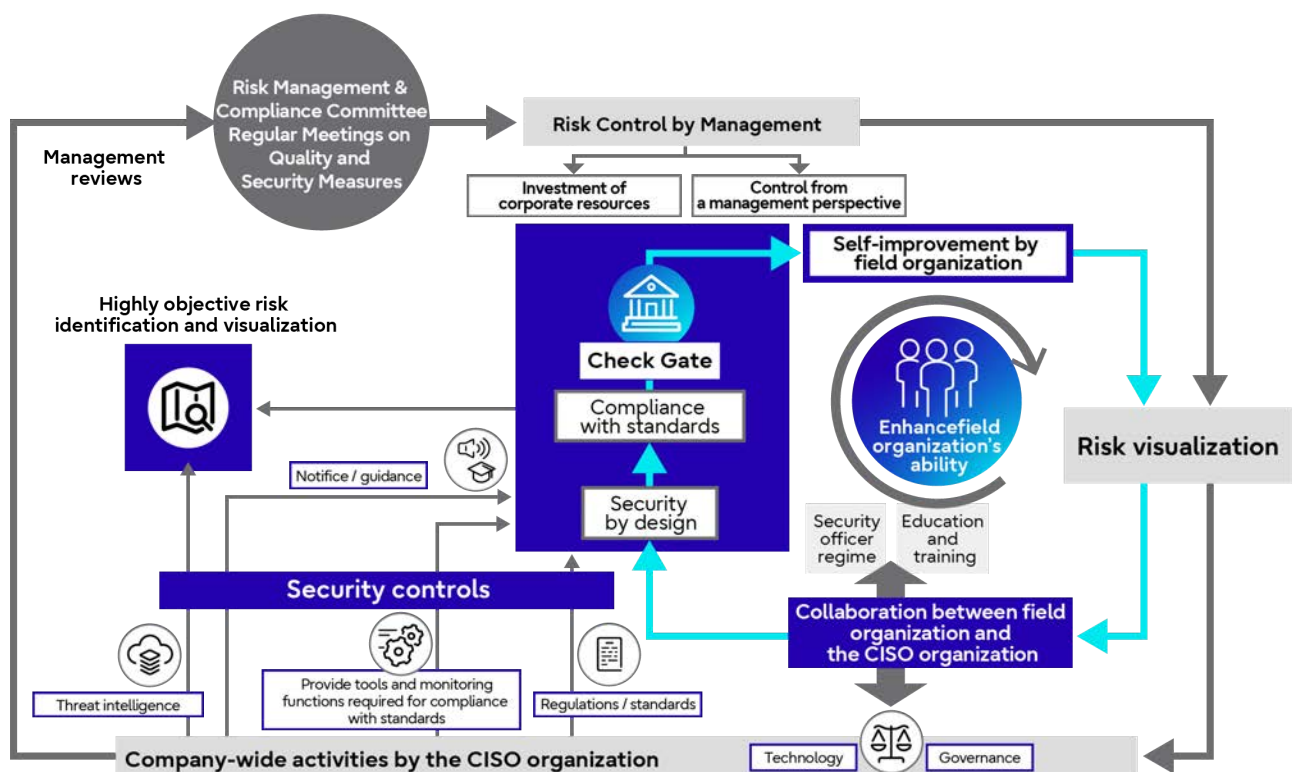 Risk Management &
Compliance Committee
Regular Meetings on
Quality and
Security Measures
Management
reviews
Risk Control by Management
Investment of
corporate resources
Control from
a management perspective
Self-improvement by
field organization
Highly objective risk
identification and visualization
Check Gate
Compliance
with standards
Security
by design
Notifice / guidance
Enhancefield
organization's
ability
Risk visualization
Security
officer
regime
Education
and
training
Security controls
Collaboration between field
organization and
the CISO organization
Threat intelligence
Provide tools and monitoring
functions required for compliance
with standards
Regulations / standards
Company-wide activities by the CISO organization
Technology
Governance